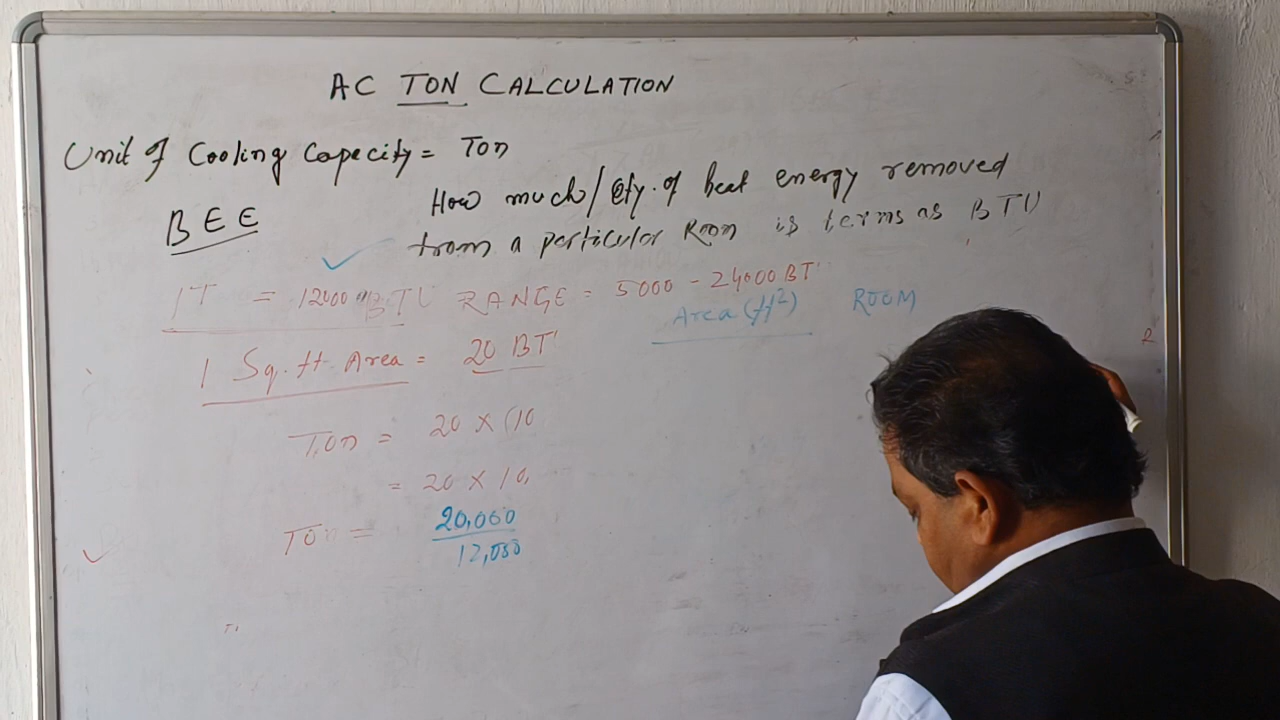 AC TON CALCULATION
Unit of Cooling Capecity = Ton
BEE
How much/Qty. of heat energy removed
from a particular Room is terms as BTU
1T = 12000 BTU RANGE = 5000 - 24000 BT
Area (ft²) ROOM
1 Sq.ft. Area = 20 BT
Ton = 20 X (10
= 20 X 10
Ton = 20,000
12,000